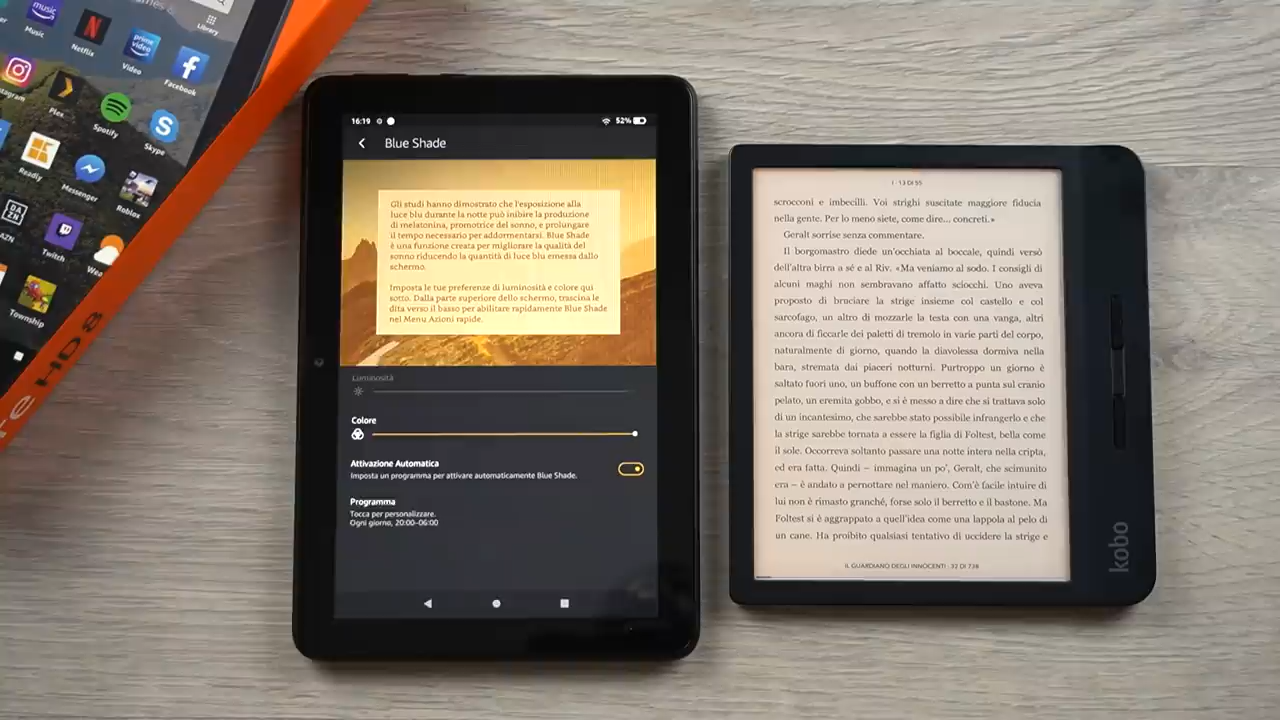 Library
Music
Netflix
prime video
Video
Facebook
Plex
Spotify
Skype
Readly
Messenger
Roblox
DAZN
Twitch
Township
HD 8
16:19
52%
Blue Shade
Gli studi hanno dimostrato che l'esposizione alla
luce blu durante la notte può inibire la produzione
di melatonina, promotrice del sonno, e prolungare
il tempo necessario per addormentarsi. Blue Shade
è una funzione creata per migliorare la qualità del
sonno riducendo la quantità di luce blu emessa dallo
schermo.
Imposta le tue preferenze di luminosità e colore qui
sotto. Dalla parte superiore dello schermo, trascina le
dita verso il basso per abilitare rapidamente Blue Shade
nel Menu Azioni rapide.
Luminosità
Colore
Attivazione Automatica
Imposta un programma per attivare automaticamente Blue Shade.
Programma
Tocca per personalizzare.
Ogni giorno, 20:00–06:00
I · 13 DI 55
scrocconi e imbecilli. Voi strighi suscitate maggiore fiducia
nella gente. Per lo meno siete, come dire... concreti.»
Geralt sorrise senza commentare.
Il borgomastro diede un'occhiata al boccale, quindi versò
dell'altra birra a sé e al Riv. «Ma veniamo al sodo. I consigli di
alcuni maghi non sembravano affatto sciocchi. Uno aveva
proposto di bruciare la strige insieme col castello e col
sarcofago, un altro di mozzarle la testa con una vanga, altri
ancora di ficcarle dei paletti di tremolo in varie parti del corpo,
naturalmente di giorno, quando la diavolessa dormiva nella
bara, stremata dai piaceri notturni. Purtroppo un giorno è
saltato fuori uno, un buffone con un berretto a punta sul cranio
pelato, un eremita gobbo, e si è messo a dire che si trattava solo
di un incantesimo, che sarebbe stato possibile infrangerlo e che
la strige sarebbe tornata a essere la figlia di Foltest, bella come
il sole. Occorreva soltanto passare una notte intera nella cripta,
ed era fatta. Quindi – immagina un po', Geralt, che scimunito
era – è andato a pernottare nel maniero. Com'è facile intuire di
lui non è rimasto granché, forse solo il berretto e il bastone. Ma
Foltest si è aggrappato a quell'idea come una lappola al pelo di
un cane. Ha proibito qualsiasi tentativo di uccidere la strige e
IL GUARDIANO DEGLI INNOCENTI · 32 DI 738
kobo